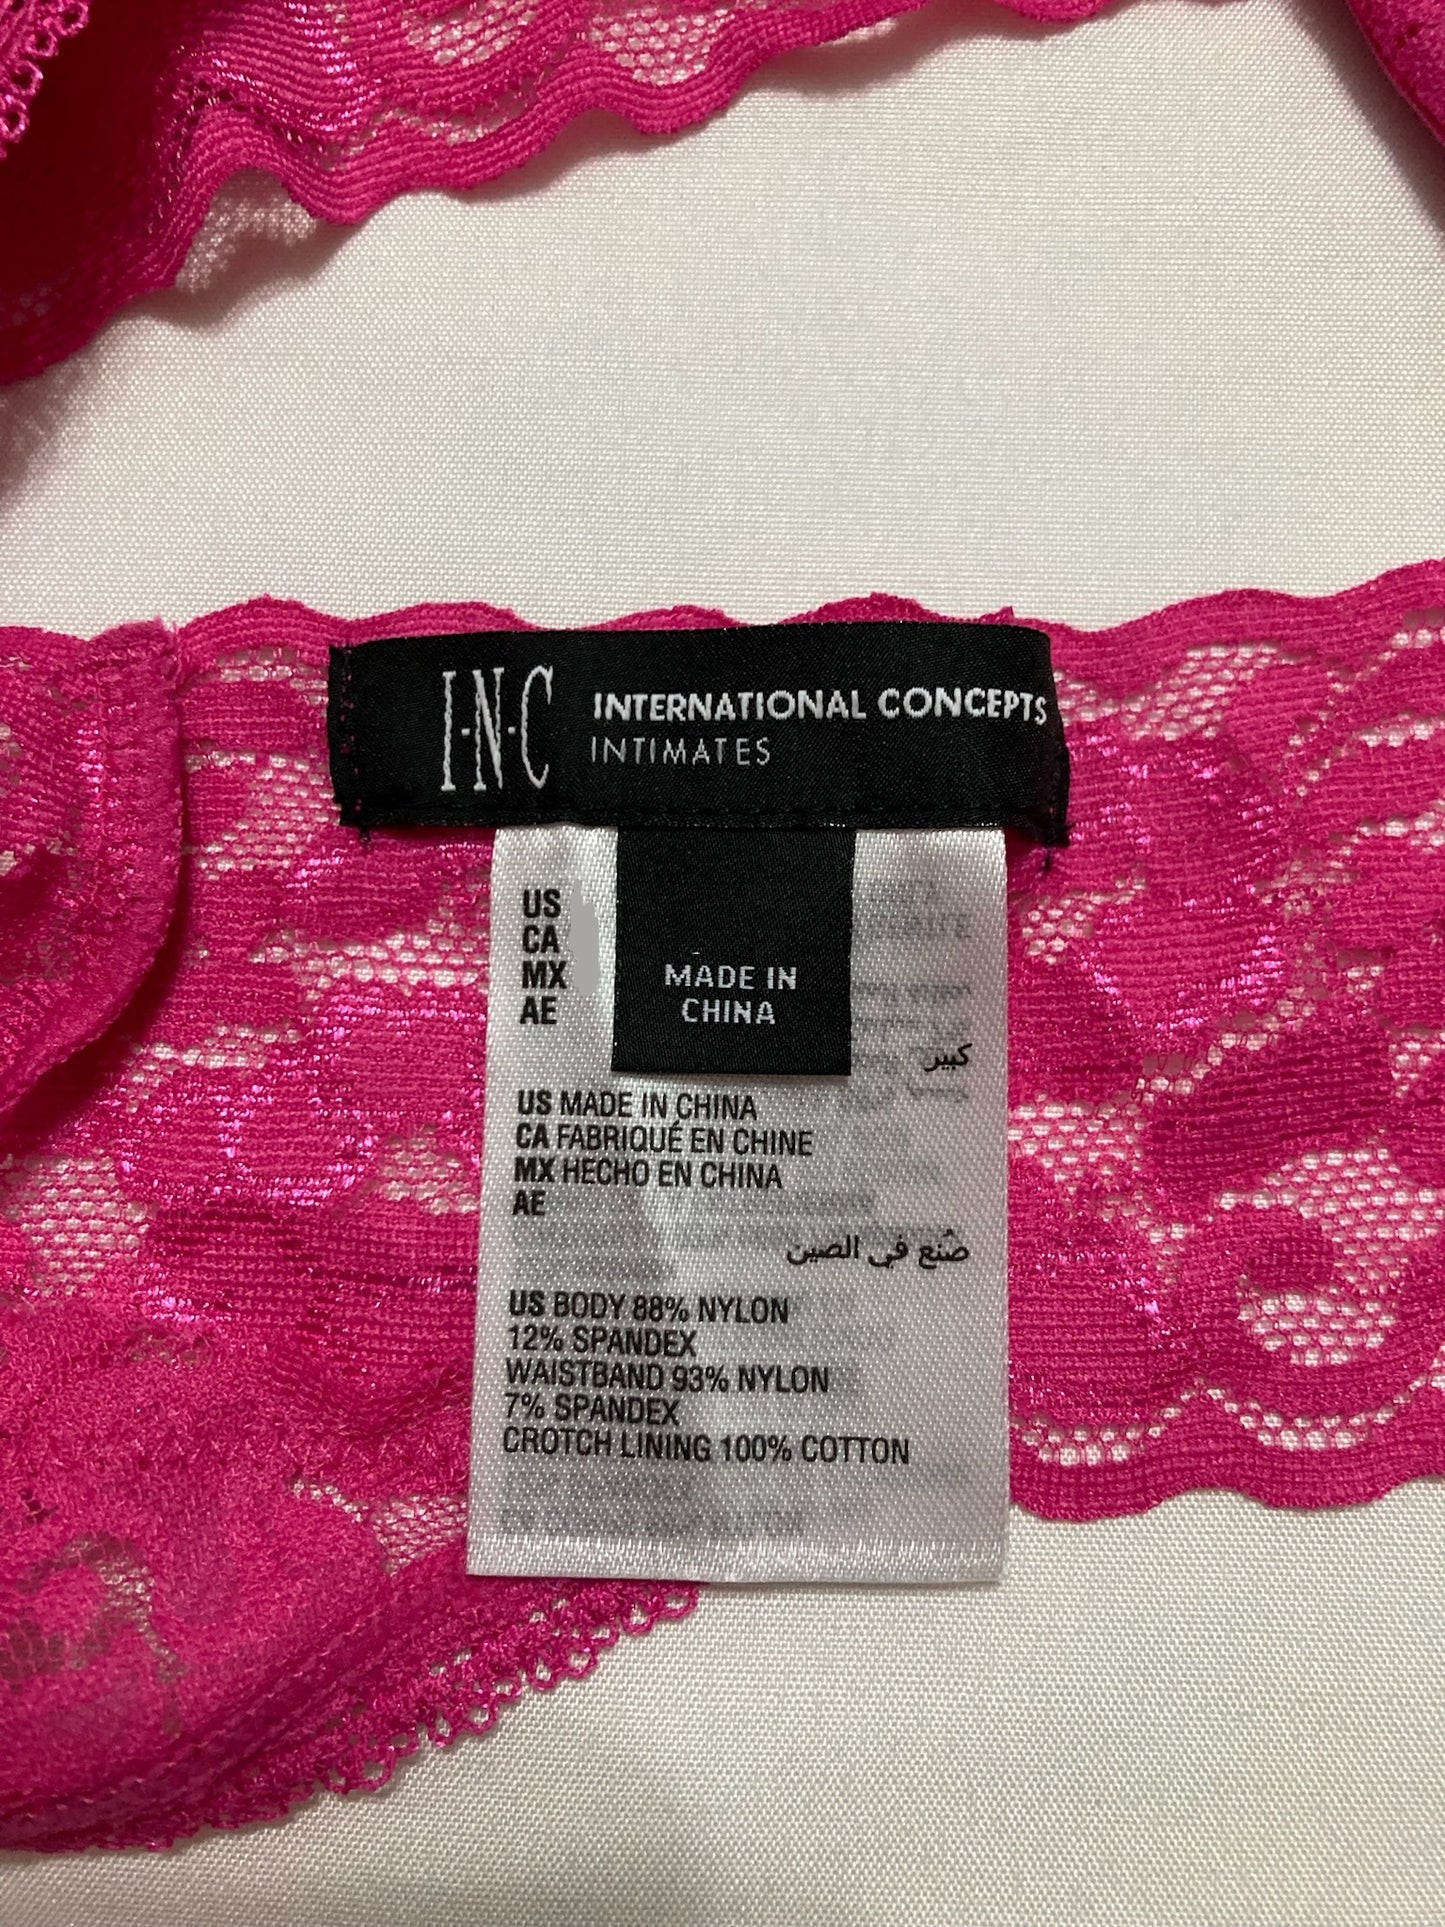 I·N·C INTERNATIONAL CONCEPTS
INTIMATES
MADE IN
CHINA
US
CA
MX
AE
كبير
US MADE IN CHINA
CA FABRIQUÉ EN CHINE
MX HECHO EN CHINA
AE
صُنع في الصين
US BODY 88% NYLON
12% SPANDEX
WAISTBAND 93% NYLON
7% SPANDEX
CROTCH LINING 100% COTTON